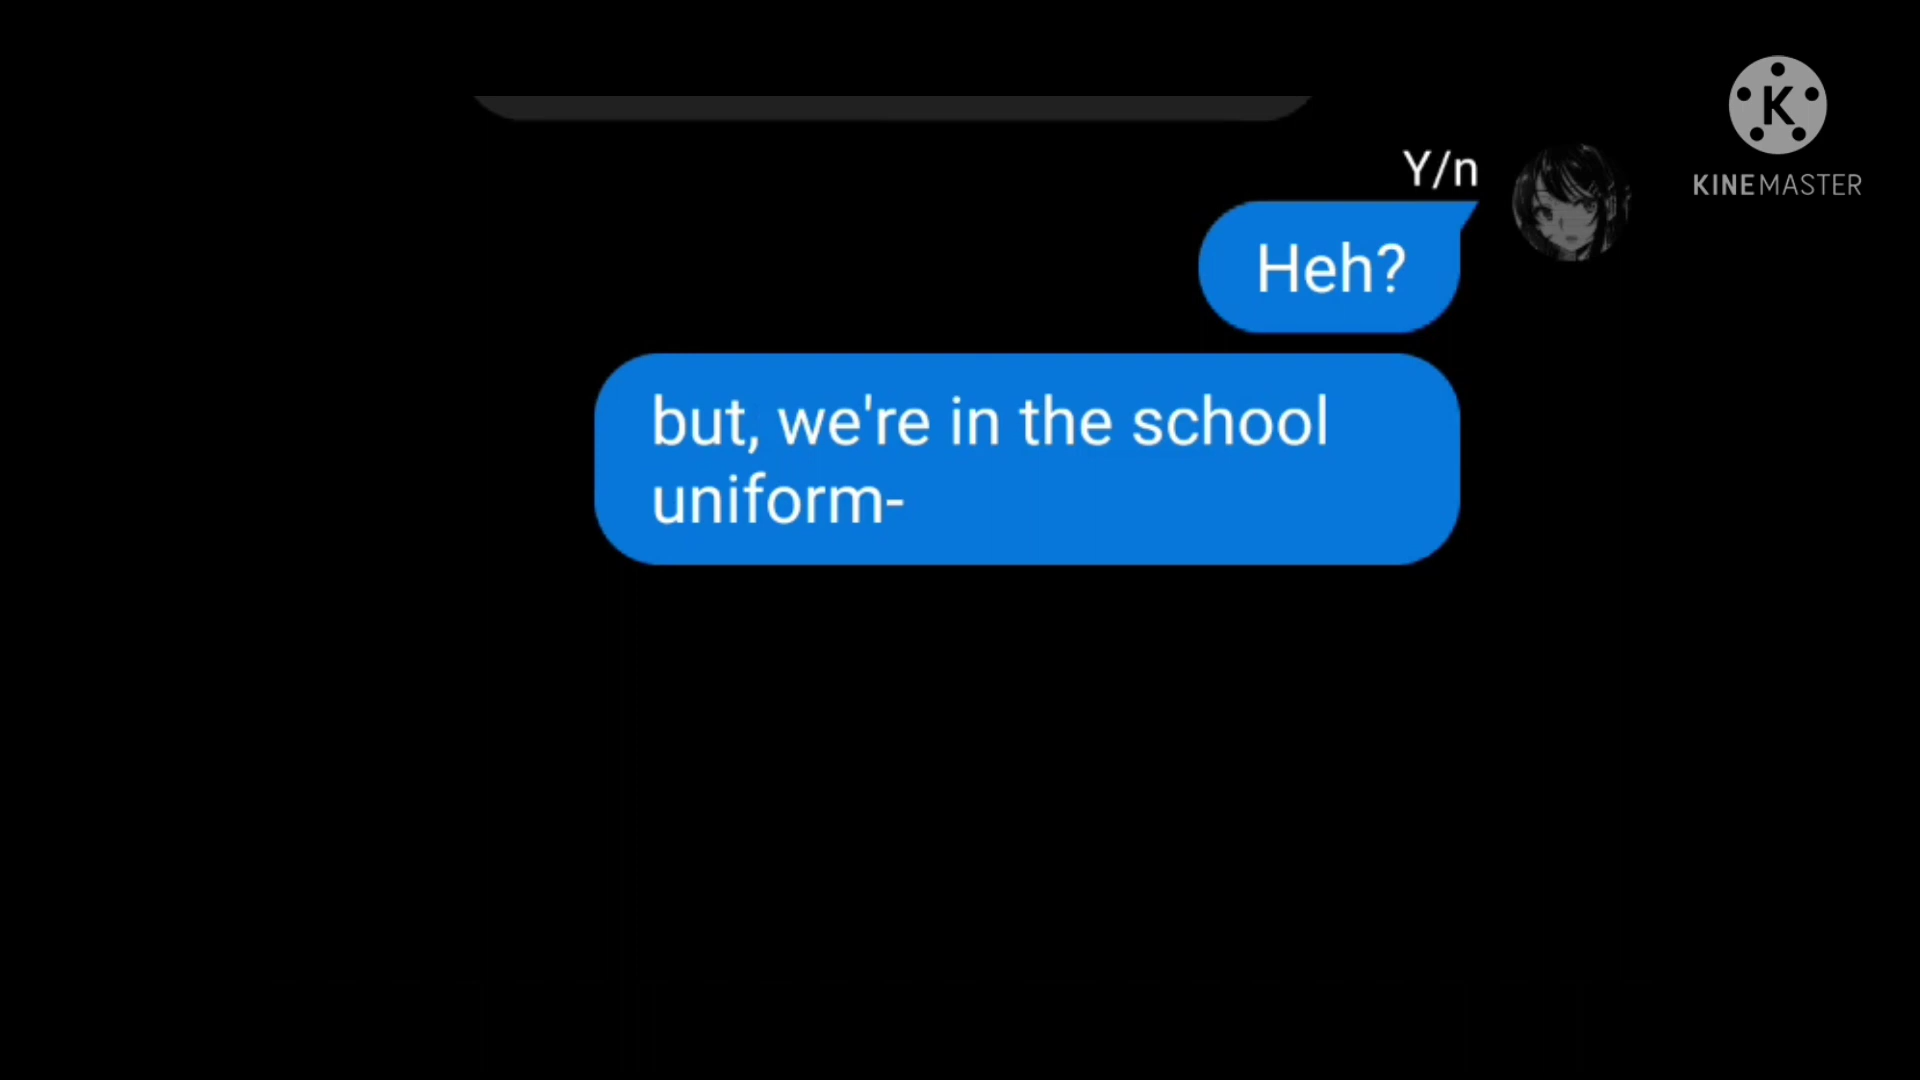 K
KINEMASTER
Y/n
Heh?
but, we're in the school
uniform-